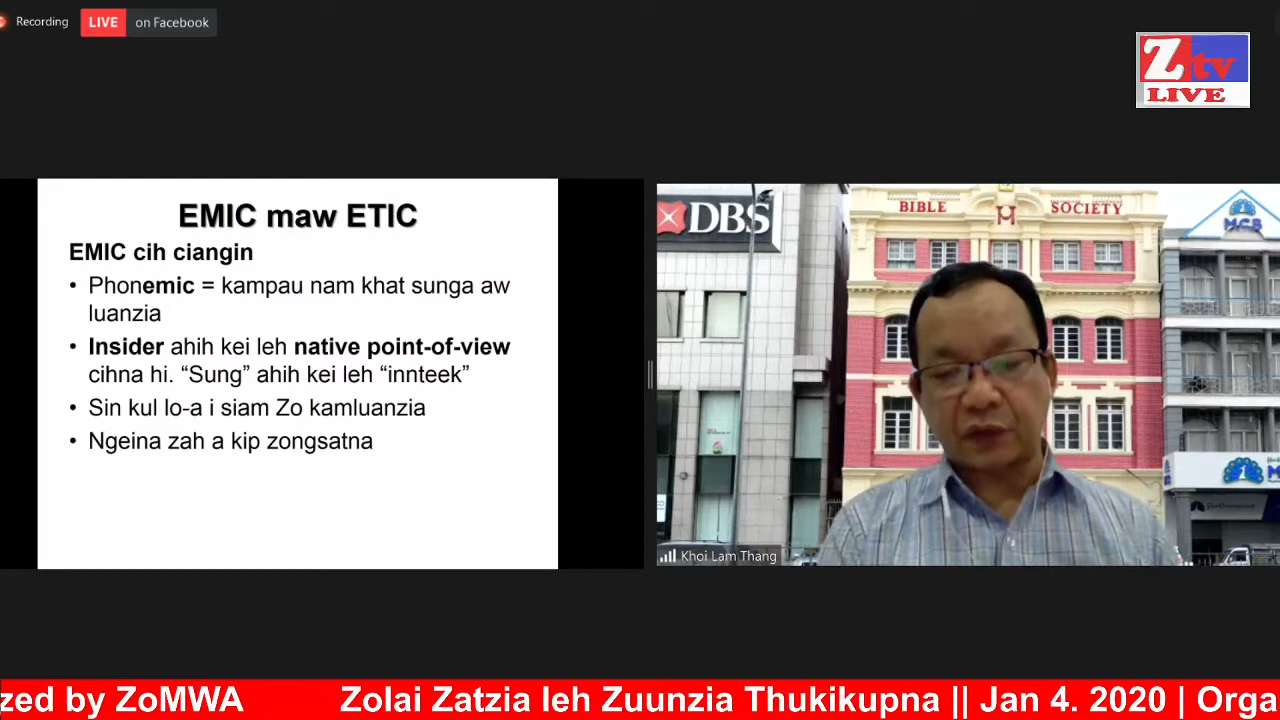 Recording
LIVE on Facebook
Ztv
LIVE
EMIC maw ETIC
EMIC cih ciangin
• Phonemic = kampau nam khat sunga aw
luanzia
• Insider ahih kei leh native point-of-view
cihna hi. “Sung” ahih kei leh “innteek”
• Sin kul lo-a i siam Zo kamluanzia
• Ngeina zah a kip zongsatna
DBS
BIBLE SOCIETY
MCB
Khoi Lam Thang
zed by ZoMWA Zolai Zatzia leh Zuunzia Thukikupna || Jan 4. 2020 | Orga